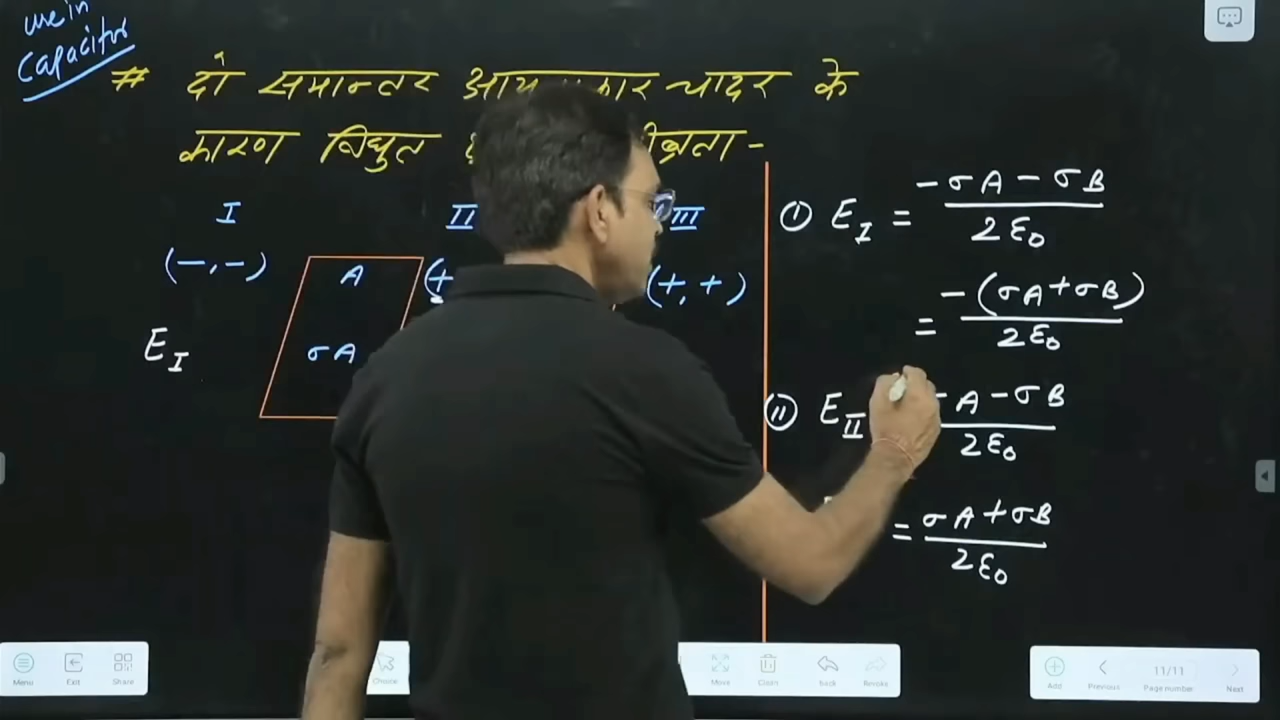 use in
capacitor
# दो समान्तर चादर के
कारण विधुत
I II III
(-,-) A (+ (+,+)
E_I σA
① E_I = -σA - σB / 2ε₀
= -(σA+σB) / 2ε₀
② E_II A - σB / 2ε₀
= σA+σB / 2ε₀
Menu Exit Share Choice Move Clean back Revoke Add Previous 11/11 Page number Next